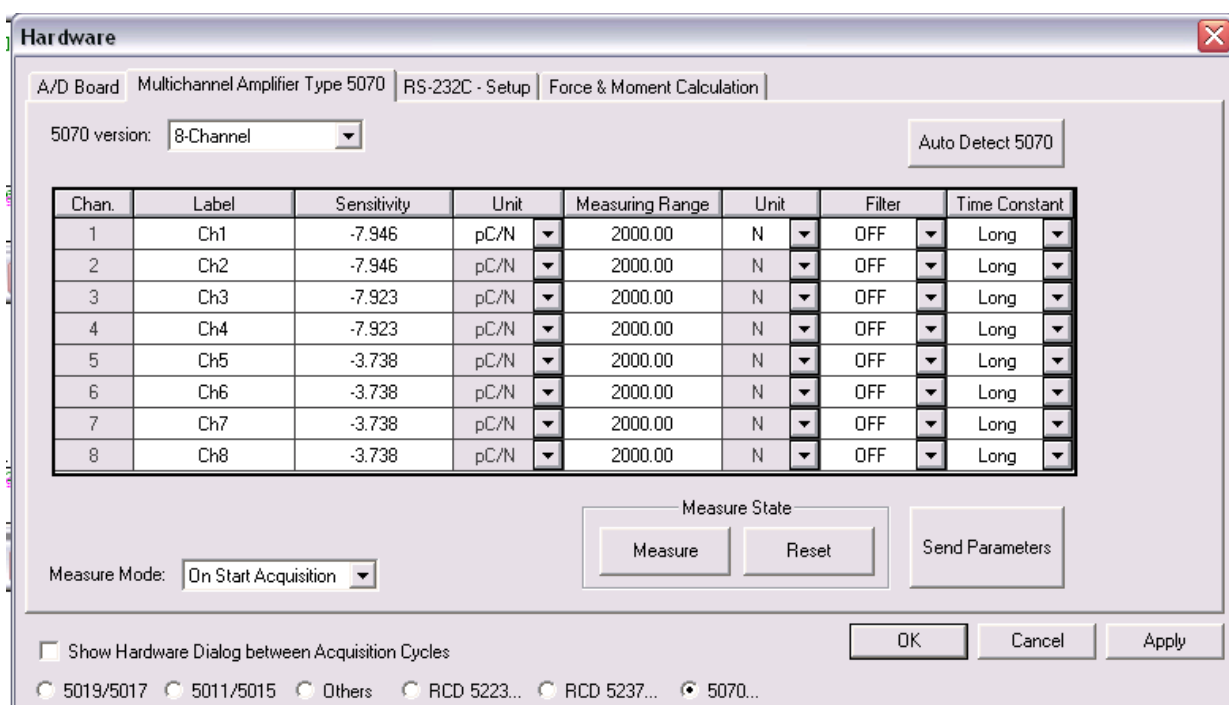 Hardware
A/D Board Multichannel Amplifier Type 5070 RS-232C - Setup Force & Moment Calculation
5070 version: 8-Channel Auto Detect 5070
Chan. Label Sensitivity Unit Measuring Range Unit Filter Time Constant
1 Ch1 -7.946 pC/N 2000.00 N OFF Long
2 Ch2 -7.946 pC/N 2000.00 N OFF Long
3 Ch3 -7.923 pC/N 2000.00 N OFF Long
4 Ch4 -7.923 pC/N 2000.00 N OFF Long
5 Ch5 -3.738 pC/N 2000.00 N OFF Long
6 Ch6 -3.738 pC/N 2000.00 N OFF Long
7 Ch7 -3.738 pC/N 2000.00 N OFF Long
8 Ch8 -3.738 pC/N 2000.00 N OFF Long
Measure State
Measure Reset Send Parameters
Measure Mode: On Start Acquisition
OK Cancel Apply
Show Hardware Dialog between Acquisition Cycles
5019/5017 5011/5015 Others RCD 5223... RCD 5237... 5070...